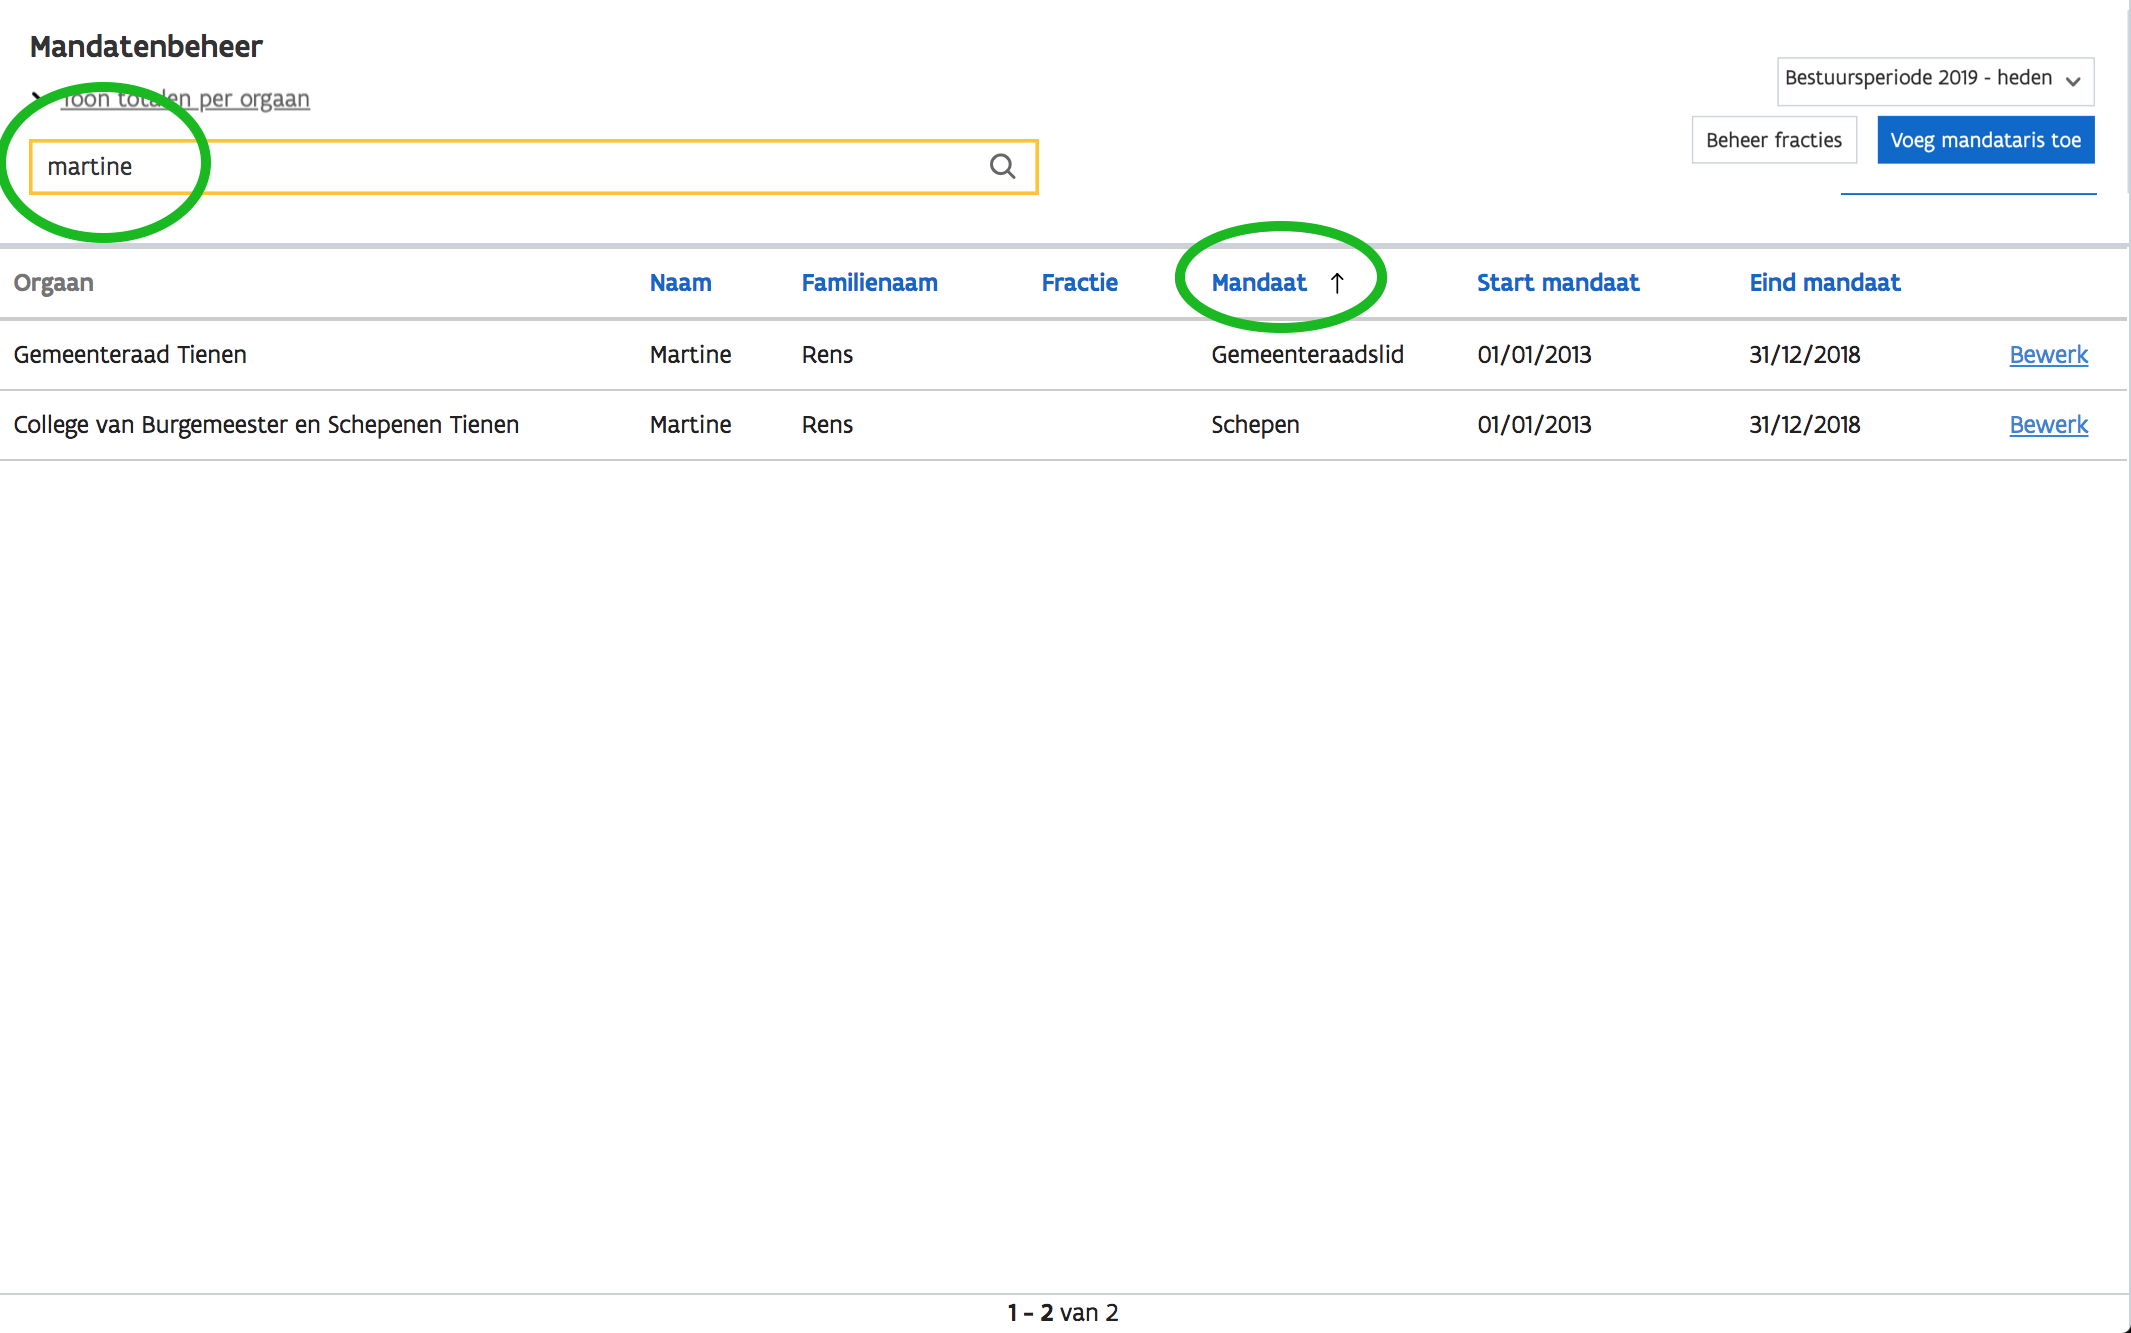 Mandatenbeheer
Toon totalen per orgaan
Bestuursperiode 2019 - heden
martine
Beheer fracties
Voeg mandataris toe
Orgaan Naam Familienaam Fractie Mandaat ↑ Start mandaat Eind mandaat
Gemeenteraad Tienen Martine Rens Gemeenteraadslid 01/01/2013 31/12/2018 Bewerk
College van Burgemeester en Schepenen Tienen Martine Rens Schepen 01/01/2013 31/12/2018 Bewerk
1 - 2 van 2